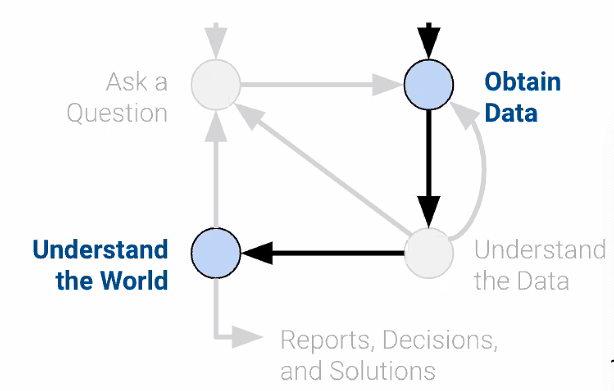 Ask a
Question
Obtain
Data
Understand
the World
Understand
the Data
Reports, Decisions,
and Solutions